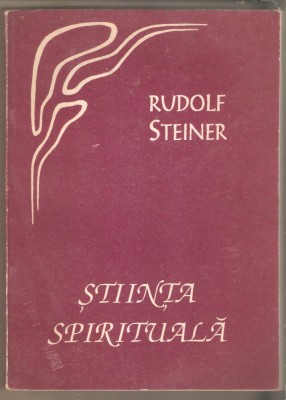 RUDOLF
STEINER
ȘTIINȚA
SPIRITUALĂ